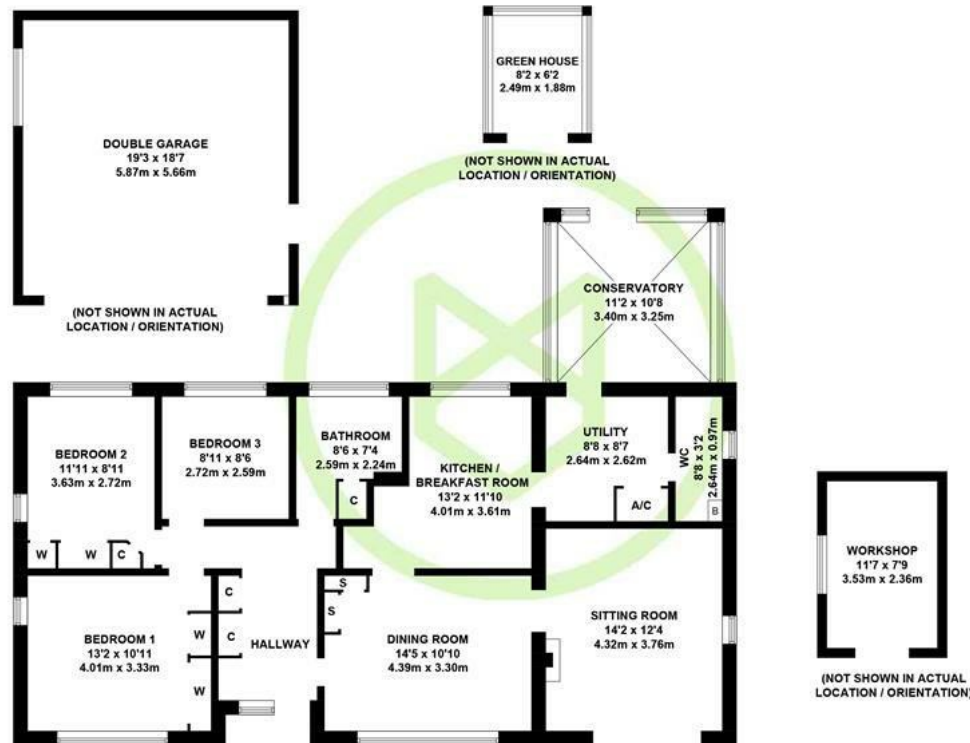 DOUBLE GARAGE
19'3 x 18'7
5.87m x 5.66m
(NOT SHOWN IN ACTUAL
LOCATION / ORIENTATION)
GREEN HOUSE
8'2 x 6'2
2.49m x 1.88m
(NOT SHOWN IN ACTUAL
LOCATION / ORIENTATION)
CONSERVATORY
11'2 x 10'8
3.40m x 3.25m
BEDROOM 2
11'11 x 8'11
3.63m x 2.72m
W
W
C
BEDROOM 3
8'11 x 8'6
2.72m x 2.59m
BATHROOM
8'6 x 7'4
2.59m x 2.24m
C
KITCHEN /
BREAKFAST ROOM
13'2 x 11'10
4.01m x 3.61m
UTILITY
8'8 x 8'7
2.64m x 2.62m
A/C
WC
8'8 x 3'2
2.64m x 0.97m
B
BEDROOM 1
13'2 x 10'11
4.01m x 3.33m
W
W
C
C
HALLWAY
S
S
DINING ROOM
14'5 x 10'10
4.39m x 3.30m
SITTING ROOM
14'2 x 12'4
4.32m x 3.76m
WORKSHOP
11'7 x 7'9
3.53m x 2.36m
(NOT SHOWN IN ACTUAL
LOCATION / ORIENTATION)